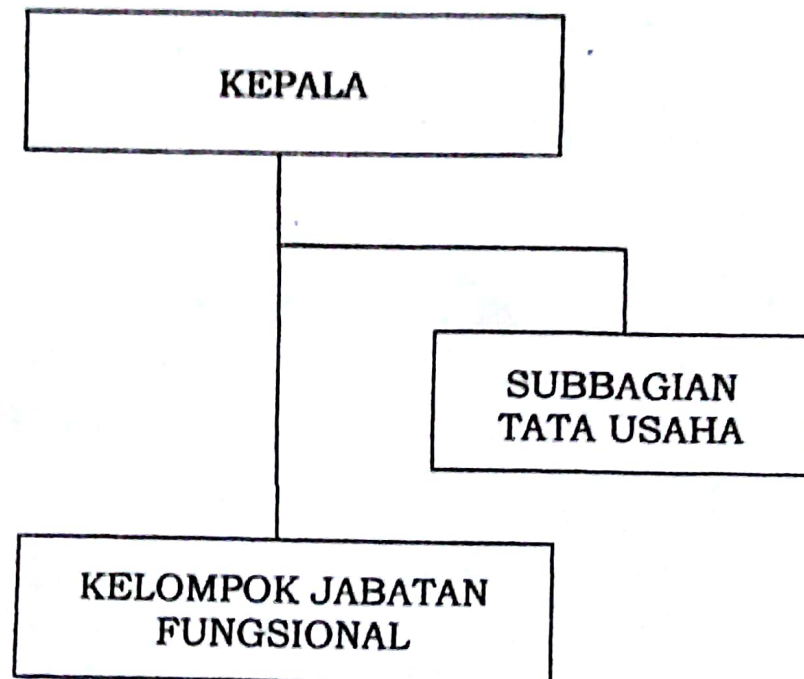 KEPALA
SUBBAGIAN
TATA USAHA
KELOMPOK JABATAN
FUNGSIONAL